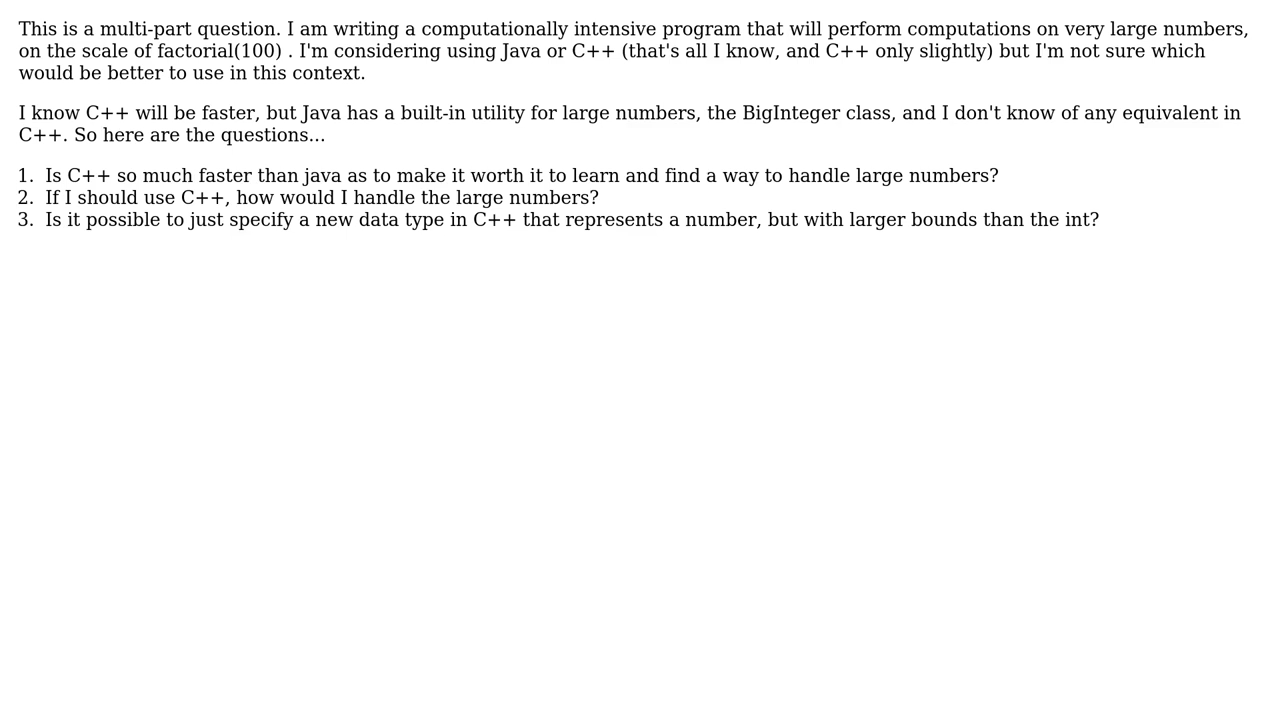 This is a multi-part question. I am writing a computationally intensive program that will perform computations on very large numbers,
on the scale of factorial(100) . I'm considering using Java or C++ (that's all I know, and C++ only slightly) but I'm not sure which
would be better to use in this context.
I know C++ will be faster, but Java has a built-in utility for large numbers, the BigInteger class, and I don't know of any equivalent in
C++. So here are the questions...
1. Is C++ so much faster than java as to make it worth it to learn and find a way to handle large numbers?
2. If I should use C++, how would I handle the large numbers?
3. Is it possible to just specify a new data type in C++ that represents a number, but with larger bounds than the int?